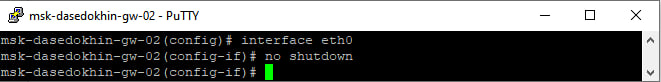 msk-dasedokhin-gw-02 - PuTTY
msk-dasedokhin-gw-02(config)# interface eth0
msk-dasedokhin-gw-02(config-if)# no shutdown
msk-dasedokhin-gw-02(config-if)#